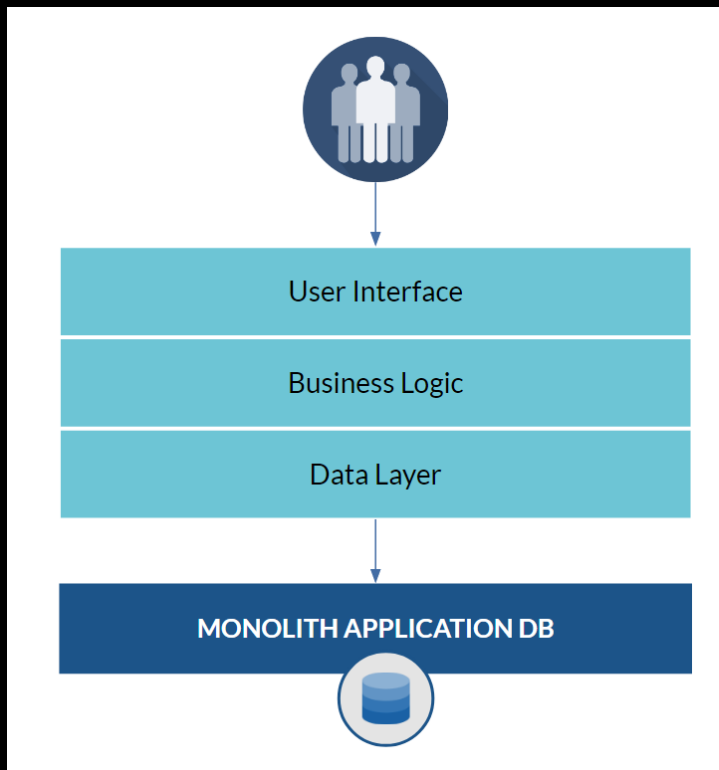 User Interface
Business Logic
Data Layer
MONOLITH APPLICATION DB